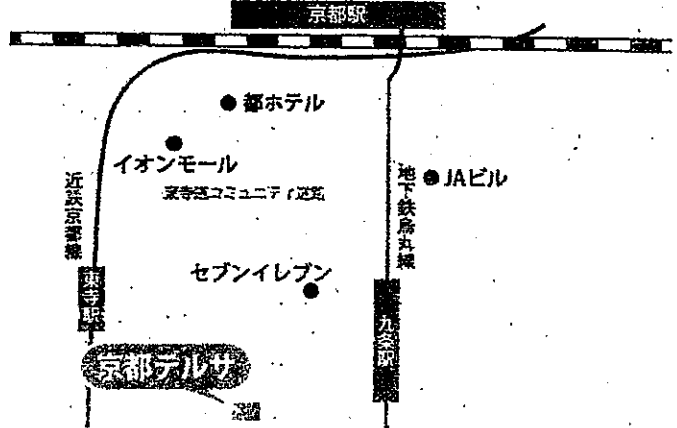 京都駅
都ホテル
イオンモール
近鉄京都線
地下鉄烏丸線
JAビル
セブンイレブン
東寺駅
九条駅
京都テルサ